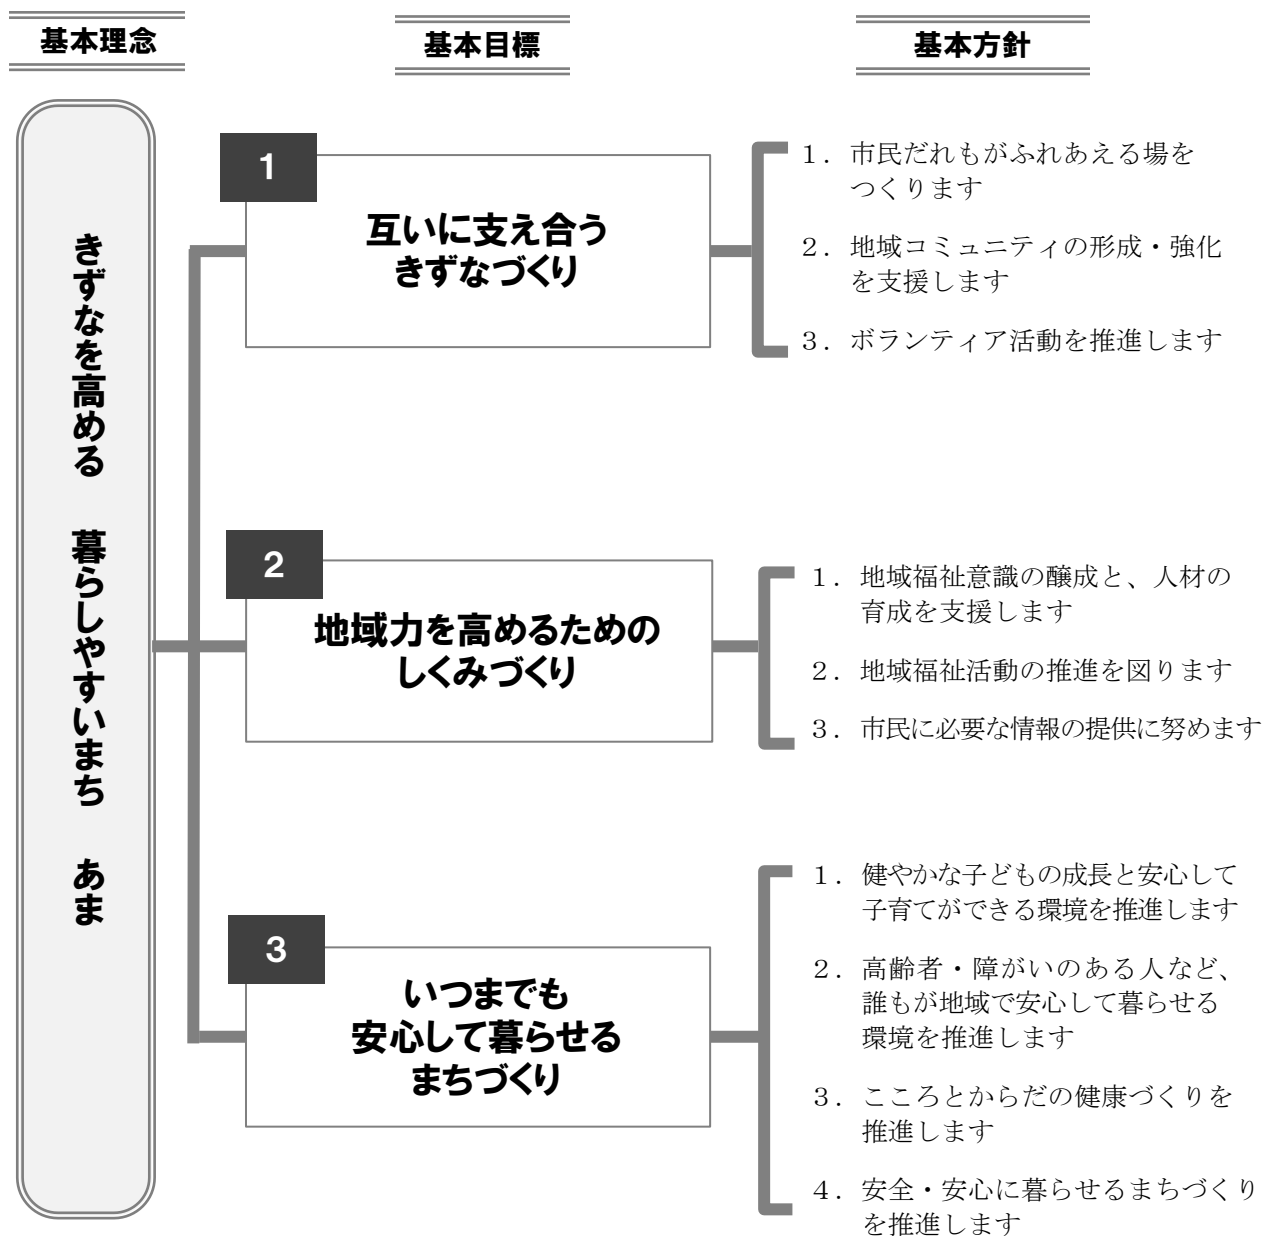 基本理念
基本目標
基本方針
きずなを高める　暮らしやすいまち　あま
1
互いに支え合う
きずなづくり
１．市民だれもがふれあえる場を
つくります
２．地域コミュニティの形成・強化
を支援します
３．ボランティア活動を推進します
2
地域力を高めるための
しくみづくり
１．地域福祉意識の醸成と、人材の
育成を支援します
２．地域福祉活動の推進を図ります
３．市民に必要な情報の提供に努めます
3
いつまでも
安心して暮らせる
まちづくり
１．健やかな子どもの成長と安心して
子育てができる環境を推進します
２．高齢者・障がいのある人など、
誰もが地域で安心して暮らせる
環境を推進します
３．こころとからだの健康づくりを
推進します
４．安全・安心に暮らせるまちづくり
を推進します